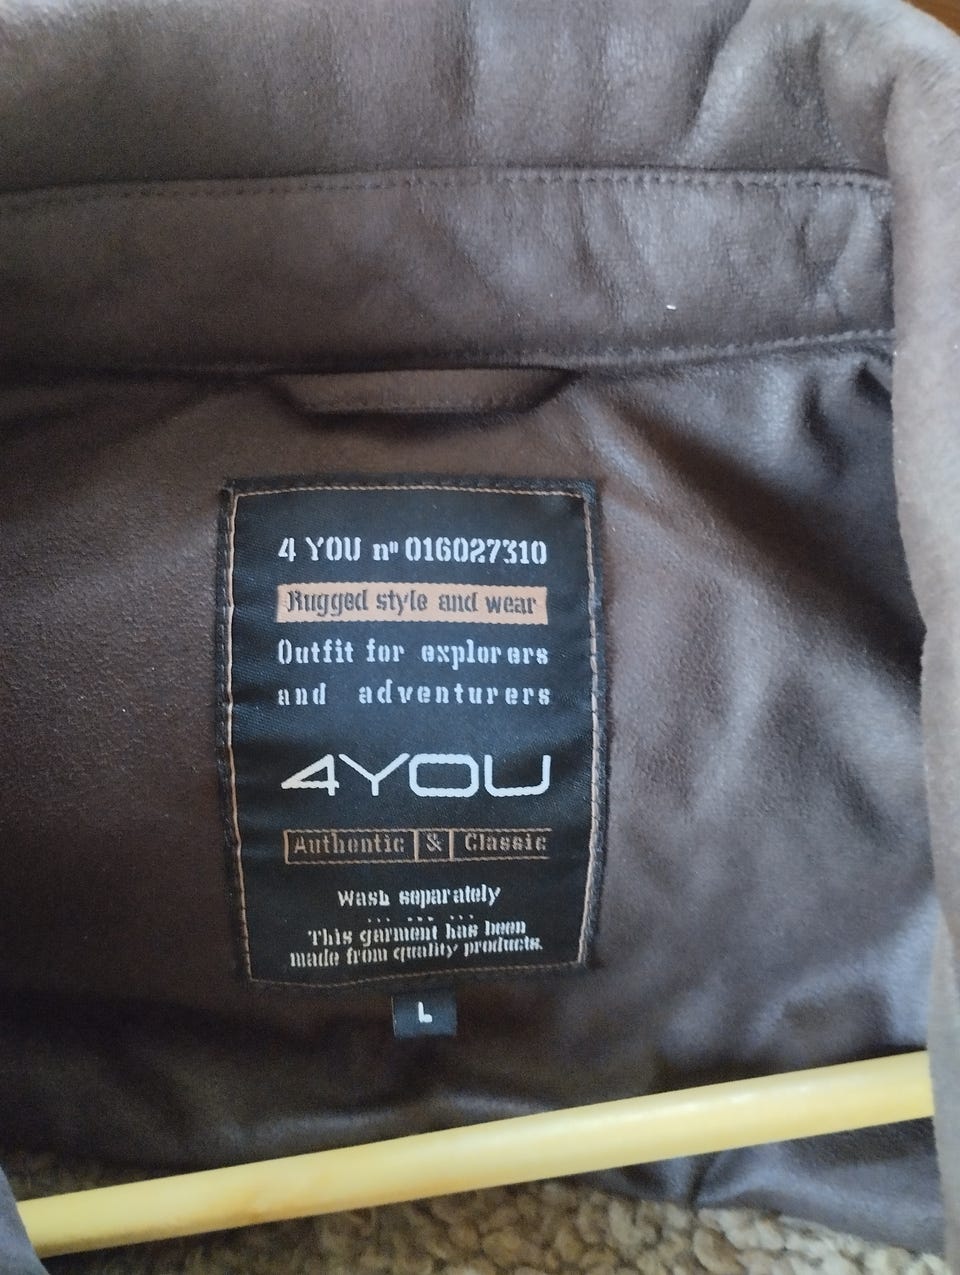 4 YOU nº 016027310
Rugged style and wear
Outfit for explorers
and adventurers
4YOU
Authentic & Classic
Wash separately
... ... ...
This garment has been
made from quality products.
L